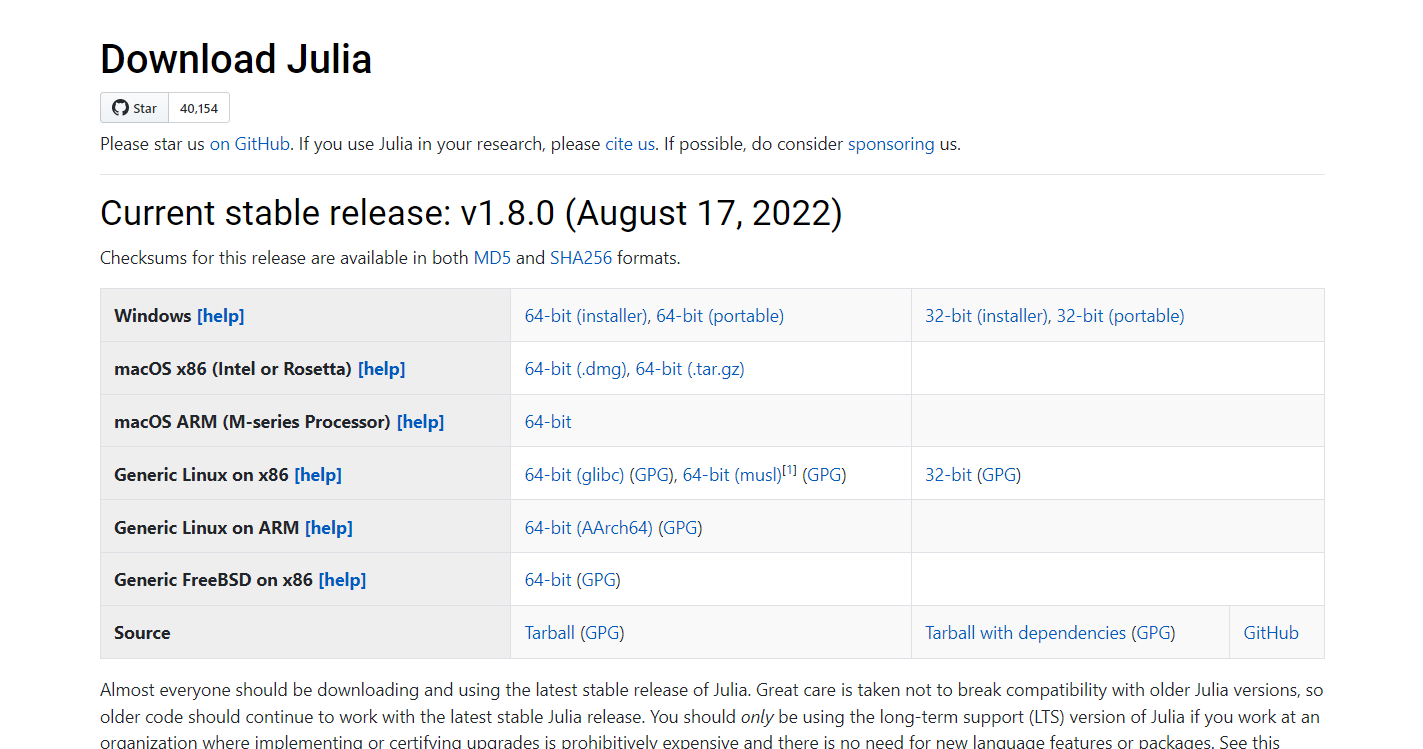 Download Julia
Star 40,154
Please star us on GitHub. If you use Julia in your research, please cite us. If possible, do consider sponsoring us.
Current stable release: v1.8.0 (August 17, 2022)
Checksums for this release are available in both MD5 and SHA256 formats.
Windows [help] 64-bit (installer), 64-bit (portable) 32-bit (installer), 32-bit (portable)
macOS x86 (Intel or Rosetta) [help] 64-bit (.dmg), 64-bit (.tar.gz)
macOS ARM (M-series Processor) [help] 64-bit
Generic Linux on x86 [help] 64-bit (glibc) (GPG), 64-bit (musl)[1] (GPG) 32-bit (GPG)
Generic Linux on ARM [help] 64-bit (AArch64) (GPG)
Generic FreeBSD on x86 [help] 64-bit (GPG)
Source Tarball (GPG) Tarball with dependencies (GPG) GitHub
Almost everyone should be downloading and using the latest stable release of Julia. Great care is taken not to break compatibility with older Julia versions, so
older code should continue to work with the latest stable Julia release. You should only be using the long-term support (LTS) version of Julia if you work at an
organization where implementing or certifying upgrades is prohibitively expensive and there is no need for new language features or packages. See this